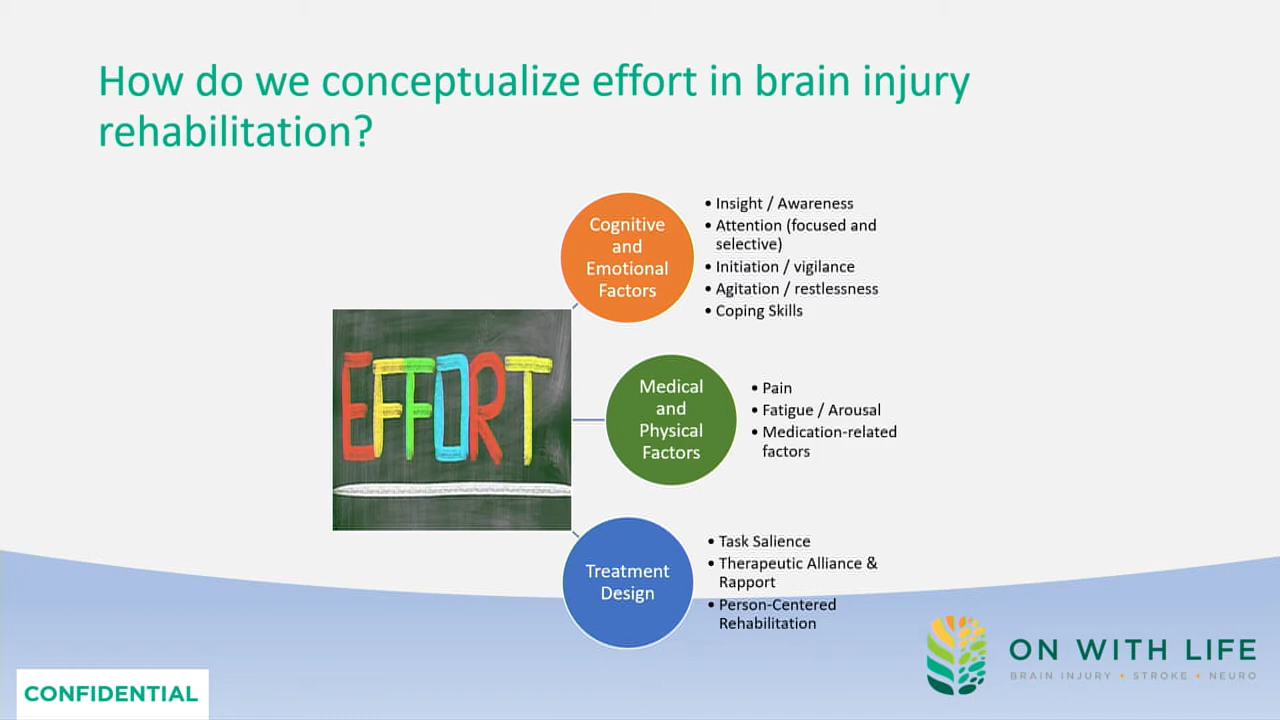 How do we conceptualize effort in brain injury
rehabilitation?
EFFORT
Cognitive
and
Emotional
Factors
• Insight / Awareness
• Attention (focused and
selective)
• Initiation / vigilance
• Agitation / restlessness
• Coping Skills
Medical
and
Physical
Factors
• Pain
• Fatigue / Arousal
• Medication-related
factors
Treatment
Design
• Task Salience
• Therapeutic Alliance &
Rapport
• Person-Centered
Rehabilitation
ON WITH LIFE
BRAIN INJURY • STROKE • NEURO
CONFIDENTIAL